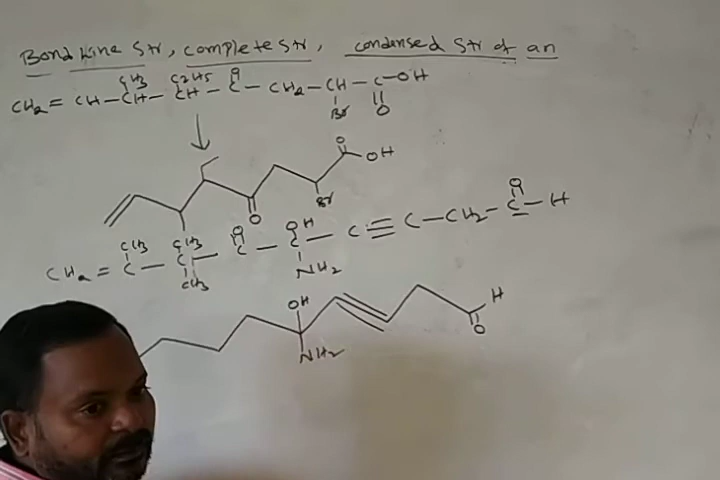 Bond Line Str, complete str, condensed Str of an
CH3 C2H5 O
CH2 = CH - CH - CH - C - CH2 - CH - C - OH
Br O
O
OH
Br
O
CH3 CH3 O OH O
CH2 = C - C - C - C - C ≡ C - CH2 - C - H
CH3 NH2
OH
H
O
NH2